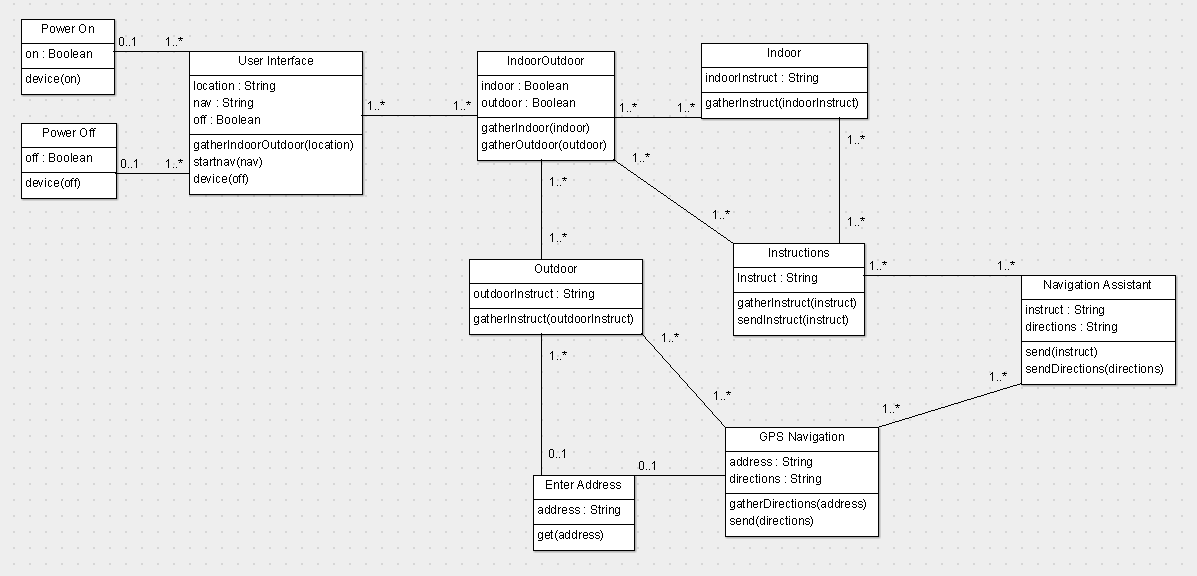 Power On
on : Boolean
device(on)
0..1
1..*
Power Off
off : Boolean
device(off)
0..1
1..*
User Interface
location : String
nav : String
off : Boolean
gatherIndoorOutdoor(location)
startnav(nav)
device(off)
1..*
1..*
IndoorOutdoor
indoor : Boolean
outdoor : Boolean
gatherIndoor(indoor)
gatherOutdoor(outdoor)
1..*
1..*
Indoor
indoorInstruct : String
gatherInstruct(indoorInstruct)
1..*
1..*
1..*
1..*
1..*
1..*
Outdoor
outdoorInstruct : String
gatherInstruct(outdoorInstruct)
Instructions
Instruct : String
gatherInstruct(instruct)
sendInstruct(instruct)
1..*
1..*
Navigation Assistant
instruct : String
directions : String
send(instruct)
sendDirections(directions)
1..*
1..*
1..*
1..*
1..*
0..1
0..1
Enter Address
address : String
get(address)
GPS Navigation
address : String
directions : String
gatherDirections(address)
send(directions)